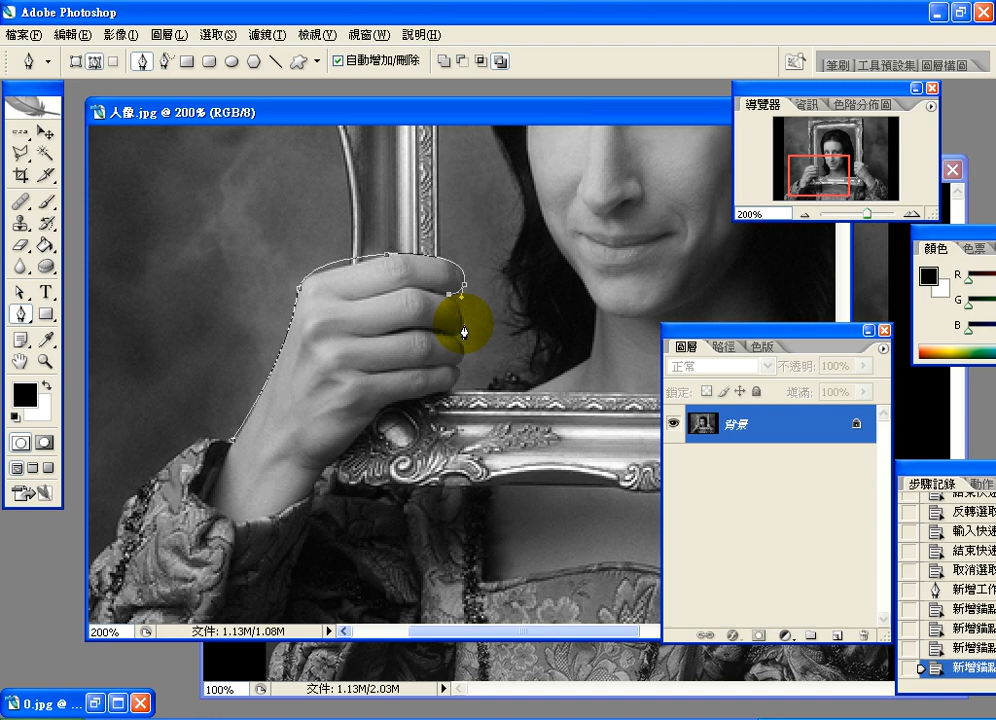 Adobe Photoshop
檔案(F) 編輯(E) 影像(I) 圖層(L) 選取(S) 濾鏡(T) 檢視(V) 視窗(W) 說明(H)
自動增加/刪除
筆刷 工具預設集 圖層構圖
人像.jpg @ 200% (RGB/8)
導覽器 資訊 色階分佈圖
200%
顏色 色票
R
G
B
圖層 路徑 色版
正常 不透明: 100%
鎖定: 填滿: 100%
背景
步驟記錄 動作
結束快速
反轉選取
輸入快速
結束快速
取消選取
新增工作
新增錨點
新增錨點
新增錨點
新增錨點
200% 文件: 1.13M/1.08M
100% 文件: 1.13M/2.03M
0.jpg @ ...